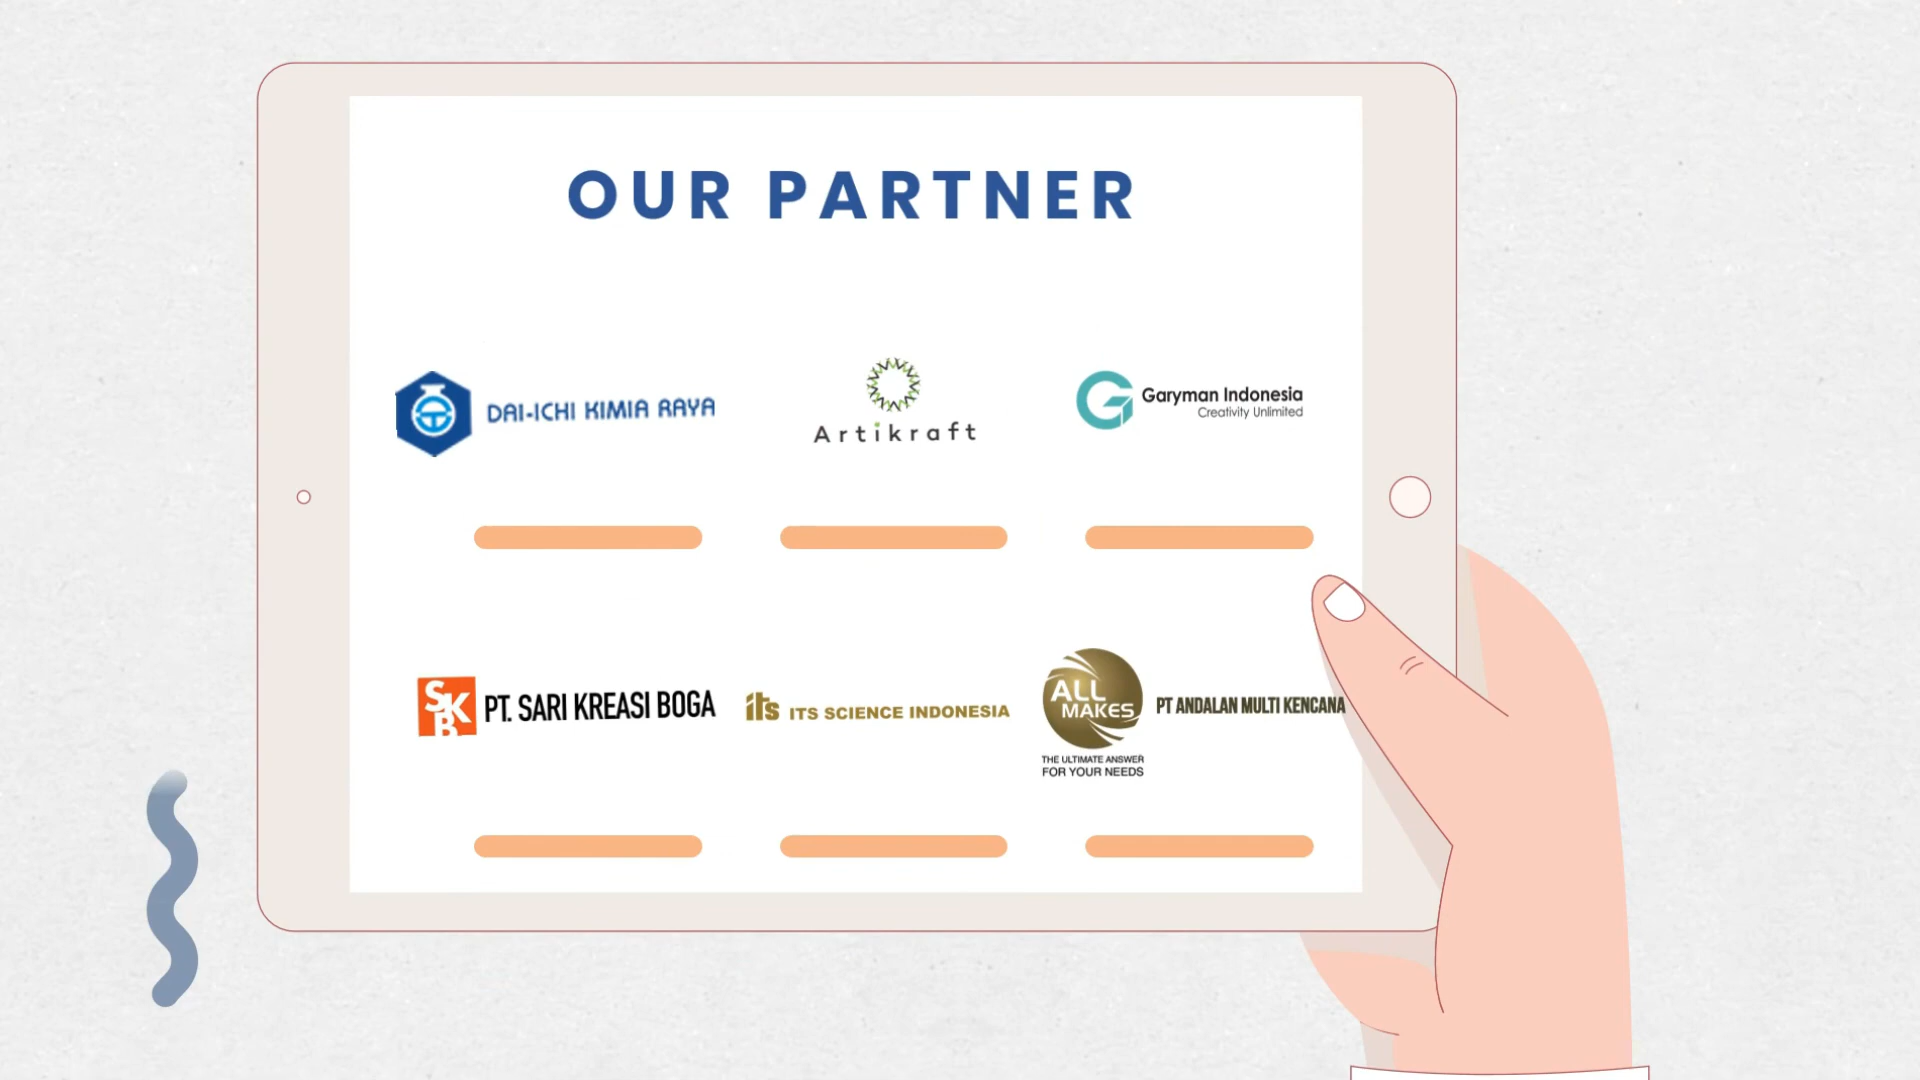 OUR PARTNER
DAI-ICHI KIMIA RAYA
Artikraft
Garyman Indonesia
Creativity Unlimited
SKB
PT. SARI KREASI BOGA
its
ITS SCIENCE INDONESIA
ALL
MAKES
PT ANDALAN MULTI KENCANA
THE ULTIMATE ANSWER
FOR YOUR NEEDS